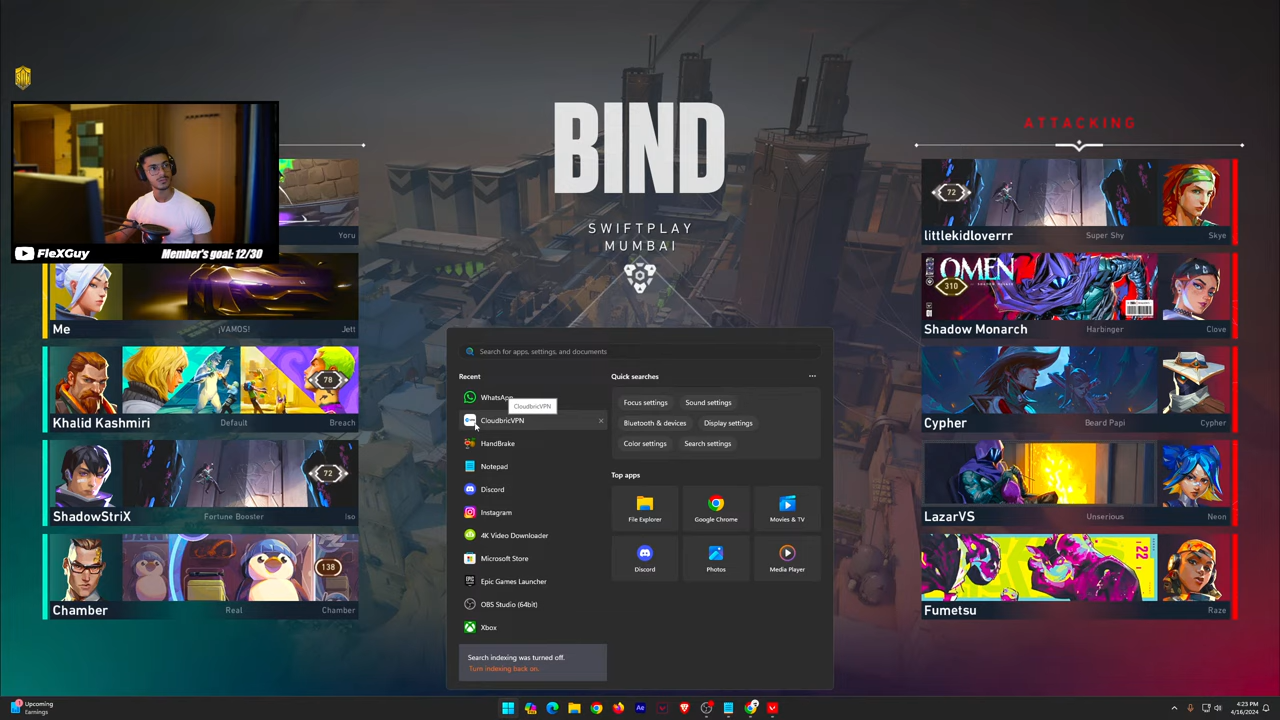 BIND
SWIFTPLAY
MUMBAI
ATTACKING
FleXGuy
Member's goal: 12/30
Yoru
Me
¡VAMOS!
Jett
78
Khalid Kashmiri
Default
Breach
72
ShadowStriX
Fortune Booster
Iso
138
Chamber
Real
Chamber
72
littlekidloverrr
Super Shy
Skye
OMEN
310
Shadow Monarch
Harbinger
Clove
Cypher
Beard Papi
Cypher
LazarVS
Unserious
Neon
22
Fumetsu
Raze
Search for apps, settings, and documents
Recent
WhatsApp
CloudbricVPN
CloudbricVPN
HandBrake
Notepad
Discord
Instagram
4K Video Downloader
Microsoft Store
Epic Games Launcher
OBS Studio (64bit)
Xbox
Search indexing was turned off.
Turn indexing back on.
Quick searches
Focus settings
Sound settings
Bluetooth & devices
Display settings
Color settings
Search settings
Top apps
File Explorer
Google Chrome
Movies & TV
Discord
Photos
Media Player
Upcoming
Earnings
Ae
4:23 PM
4/16/2024